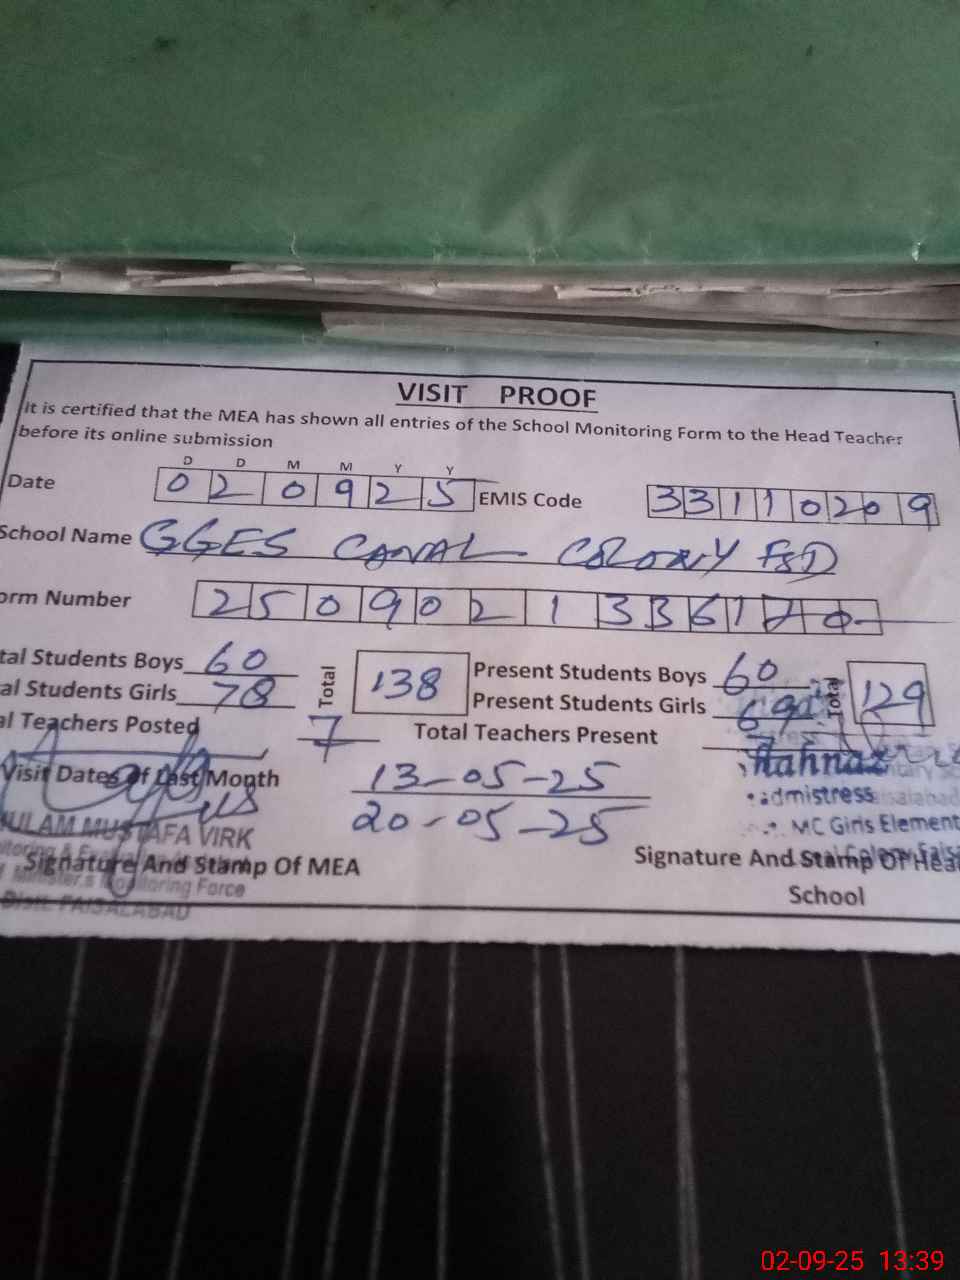 VISIT PROOF
It is certified that the MEA has shown all entries of the School Monitoring Form to the Head Teacher
before its online submission
D D M M Y Y
Date 0 2 0 9 2 5 EMIS Code 3 3 1 1 0 2 0 9
School Name GGES CANAL COLONY FSD
orm Number 2 5 0 9 0 2 1 3 3 6 1
tal Students Boys 60 Total 138 Present Students Boys 60 Total 129
al Students Girls 78 Present Students Girls 69
al Teachers Posted 7 Total Teachers Present
Visit Dates of Last Month 13-05-25
20-05-25
ULAM MUSTAFA VIRK
Signature And Stamp Of MEA
itoring Force
Distt. FAISALABAD
admistress
MC Girls Element
Signature And Stamp Of Hea
School
02-09-25 13:39